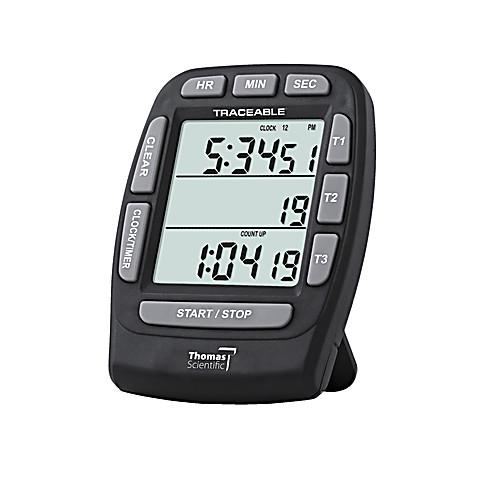 HR MIN SEC
TRACEABLE
CLOCK 12 PM
5:34 51
19
COUNT UP
1:04 19
CLEAR
CLOCK/TIMER
T1
T2
T3
START / STOP
Thomas
Scientific